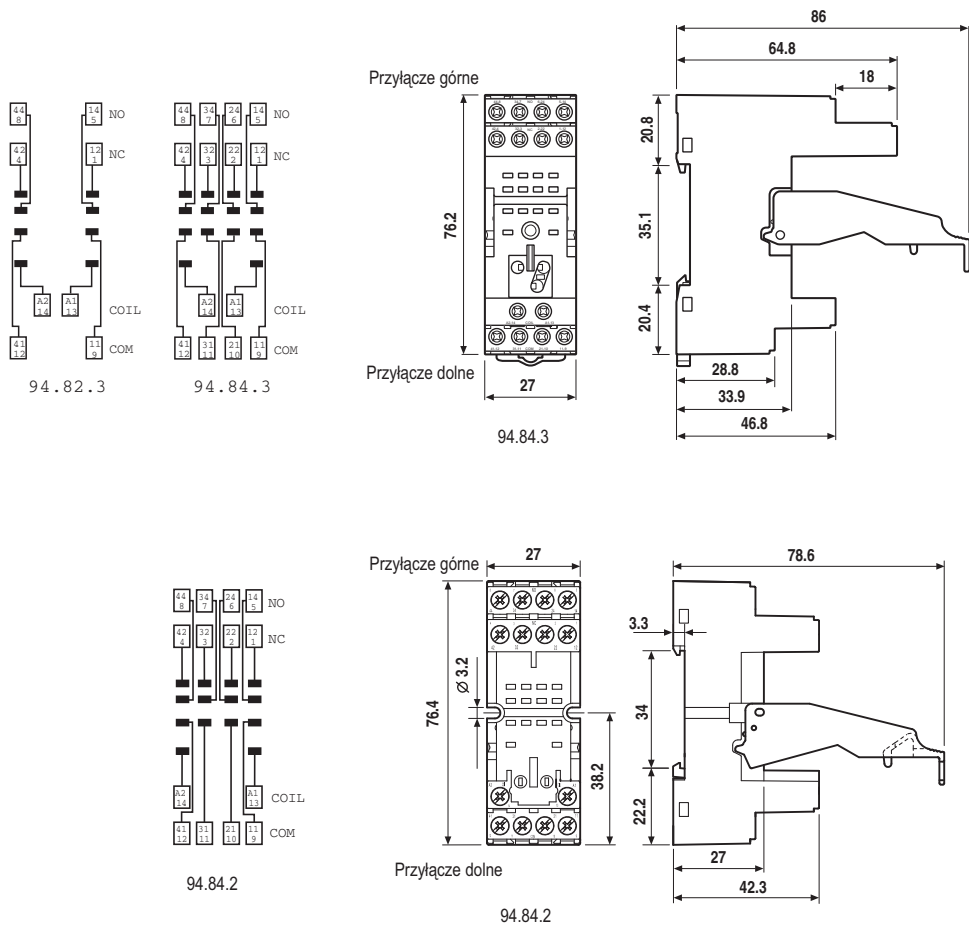 86
64.8
18
Przyłącze górne
44 8
14 5
NO
42 4
12 1
NC
A2 14
A1 13
COIL
41 12
11 9
COM
94.82.3
44 8
34 7
24 6
14 5
NO
42 4
32 3
22 2
12 1
NC
A2 14
A1 13
COIL
41 12
31 11
21 10
11 9
COM
94.84.3
76.2
20.8
35.1
20.4
Przyłącze dolne
27
94.84.3
28.8
33.9
46.8
44 8
34 7
24 6
14 5
NO
42 4
32 3
22 2
12 1
NC
A2 14
A1 13
COIL
41 12
31 11
21 10
11 9
COM
94.84.2
Przyłącze górne
27
78.6
3.3
Ø 3.2
76.4
34
38.2
22.2
Przyłącze dolne
27
42.3
94.84.2